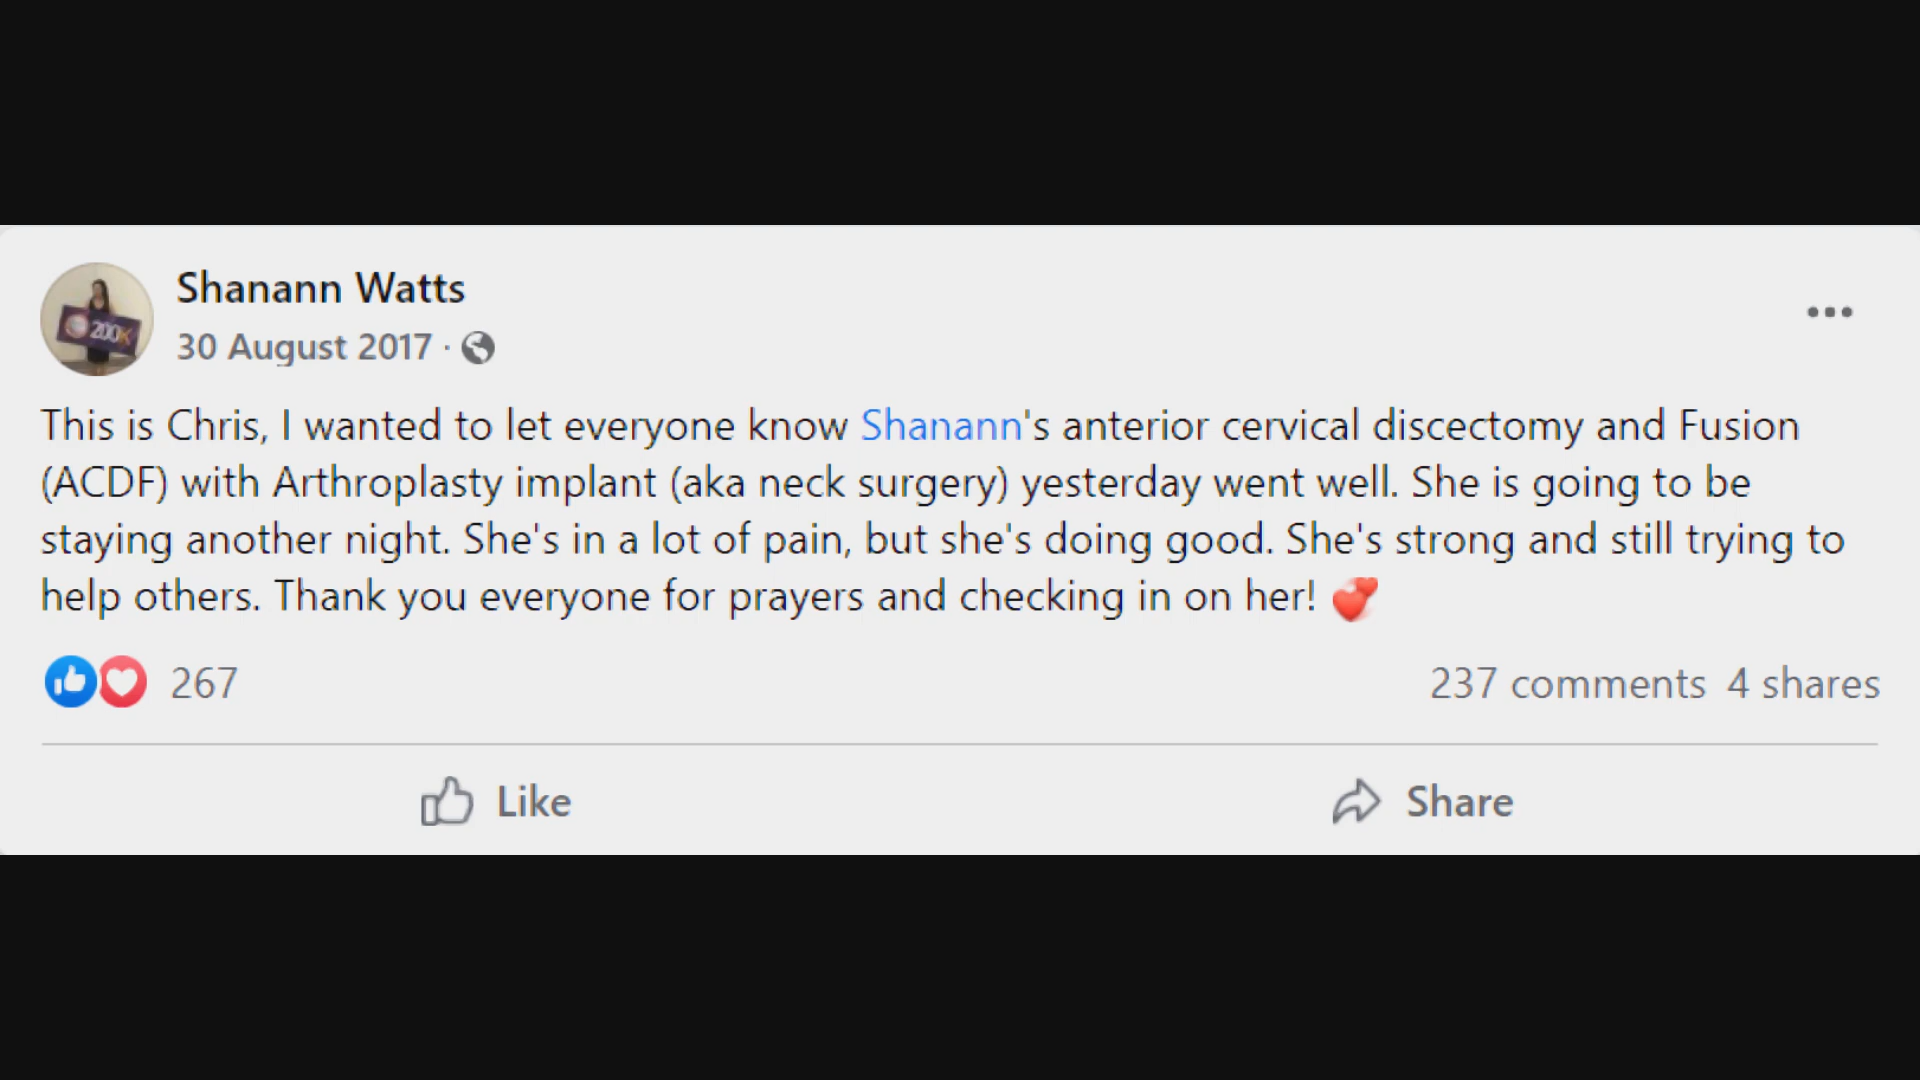 Shanann Watts
30 August 2017 ·
This is Chris, I wanted to let everyone know Shanann's anterior cervical discectomy and Fusion
(ACDF) with Arthroplasty implant (aka neck surgery) yesterday went well. She is going to be
staying another night. She's in a lot of pain, but she's doing good. She's strong and still trying to
help others. Thank you everyone for prayers and checking in on her! 💕
267
237 comments 4 shares
Like
Share
200K